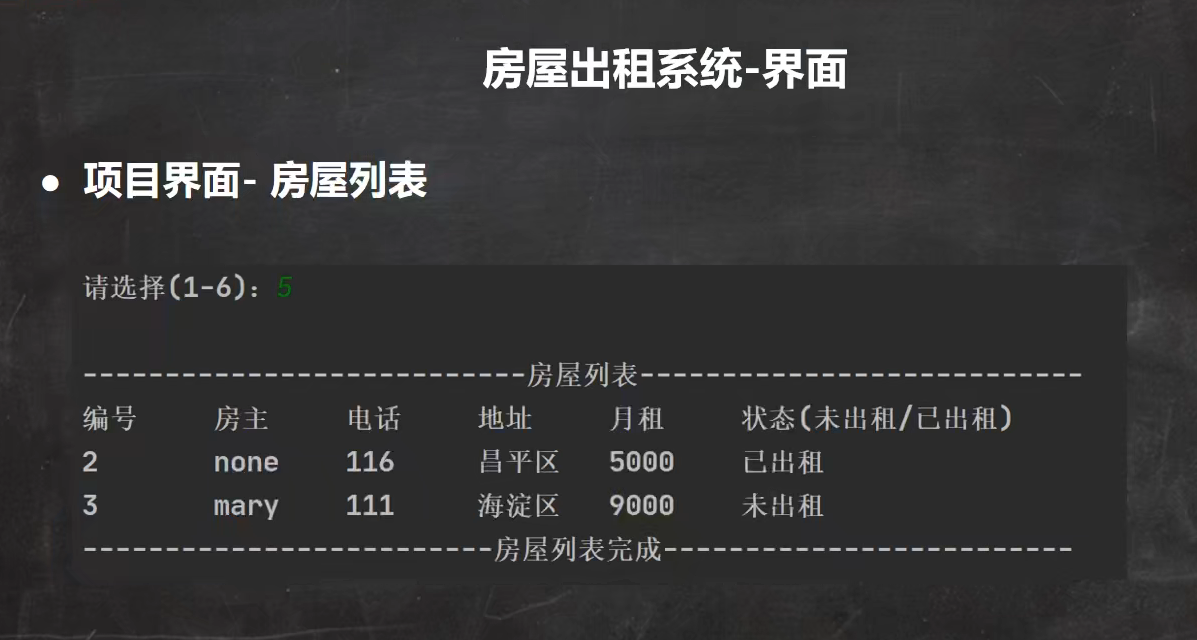 房屋出租系统-界面
● 项目界面- 房屋列表
请选择(1-6)：5
---------------------------房屋列表---------------------------
编号 房主 电话 地址 月租 状态(未出租/已出租)
2 none 116 昌平区 5000 已出租
3 mary 111 海淀区 9000 未出租
-------------------------房屋列表完成-------------------------